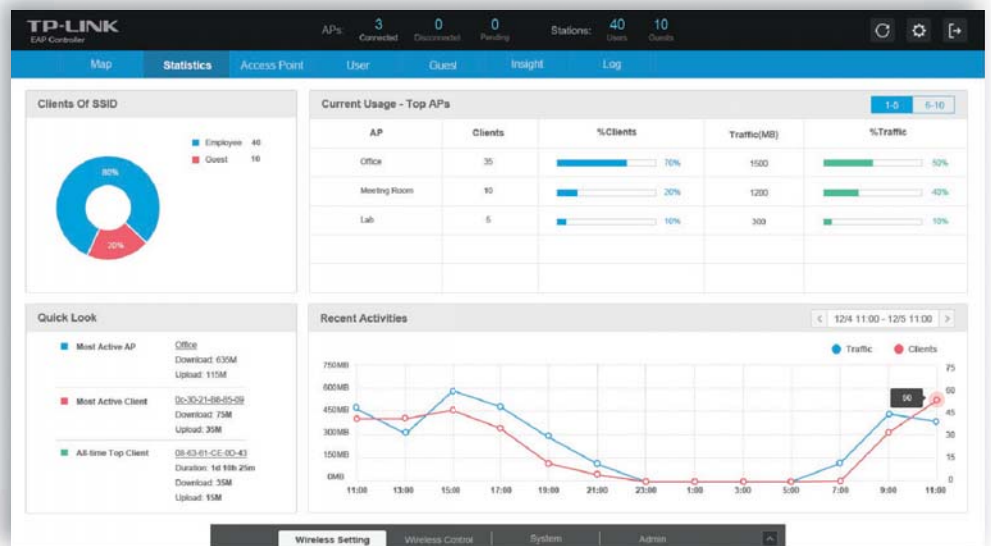 TP-LINK
EAP Controller
APs: 3 Connected 0 Disconnected 0 Pending Stations: 40 Users 10 Guests
Map Statistics Access Point User Guest Insight Log
Clients Of SSID
Employee 40
Guest 10
80%
20%
Current Usage - Top APs 1-5 6-10
AP Clients %Clients Traffic(MB) %Traffic
Office 35 70% 1500 50%
Meeting Room 10 20% 1200 40%
Lab 5 10% 300 10%
Quick Look
Most Active AP Office
Download: 635M
Upload: 115M
Most Active Client 0c-30-21-B8-65-09
Download: 75M
Upload: 35M
All-time Top Client 08-63-61-CE-0D-43
Duration: 1d 10h 25m
Download: 35M
Upload: 15M
Recent Activities < 12/4 11:00 - 12/5 11:00 >
Traffic Clients
750MB 75
600MB 60
450MB 45
300MB 30
150MB 15
0MB 0
11:00 13:00 15:00 17:00 19:00 21:00 23:00 1:00 3:00 5:00 7:00 9:00 11:00
Wireless Setting Wireless Control System Admin